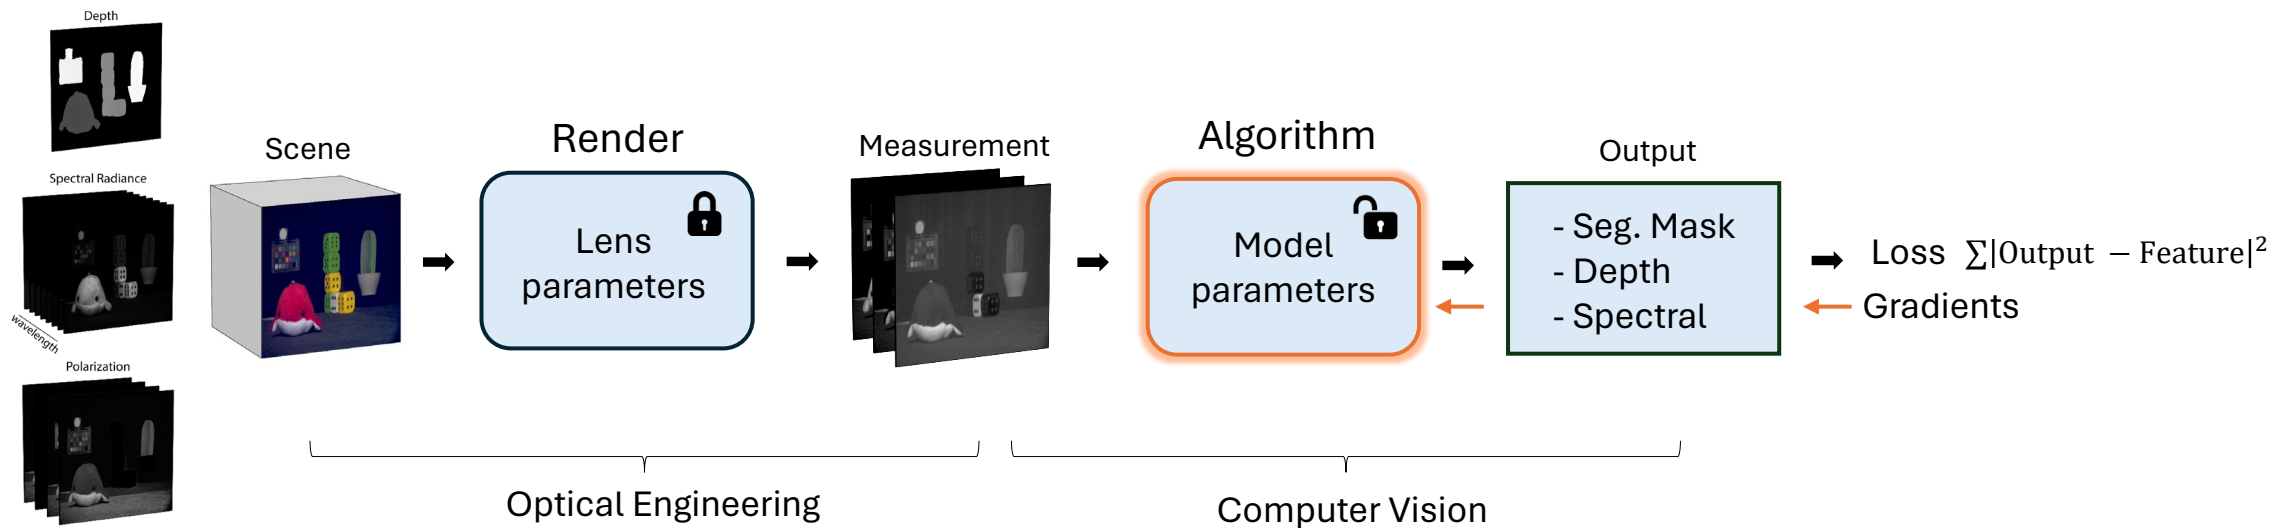 Depth
Spectral Radiance
wavelength
Polarization
Scene
Render
Lens
parameters
Measurement
Algorithm
Model
parameters
Output
- Seg. Mask
- Depth
- Spectral
Loss ∑|Output − Feature|²
Gradients
Optical Engineering
Computer Vision